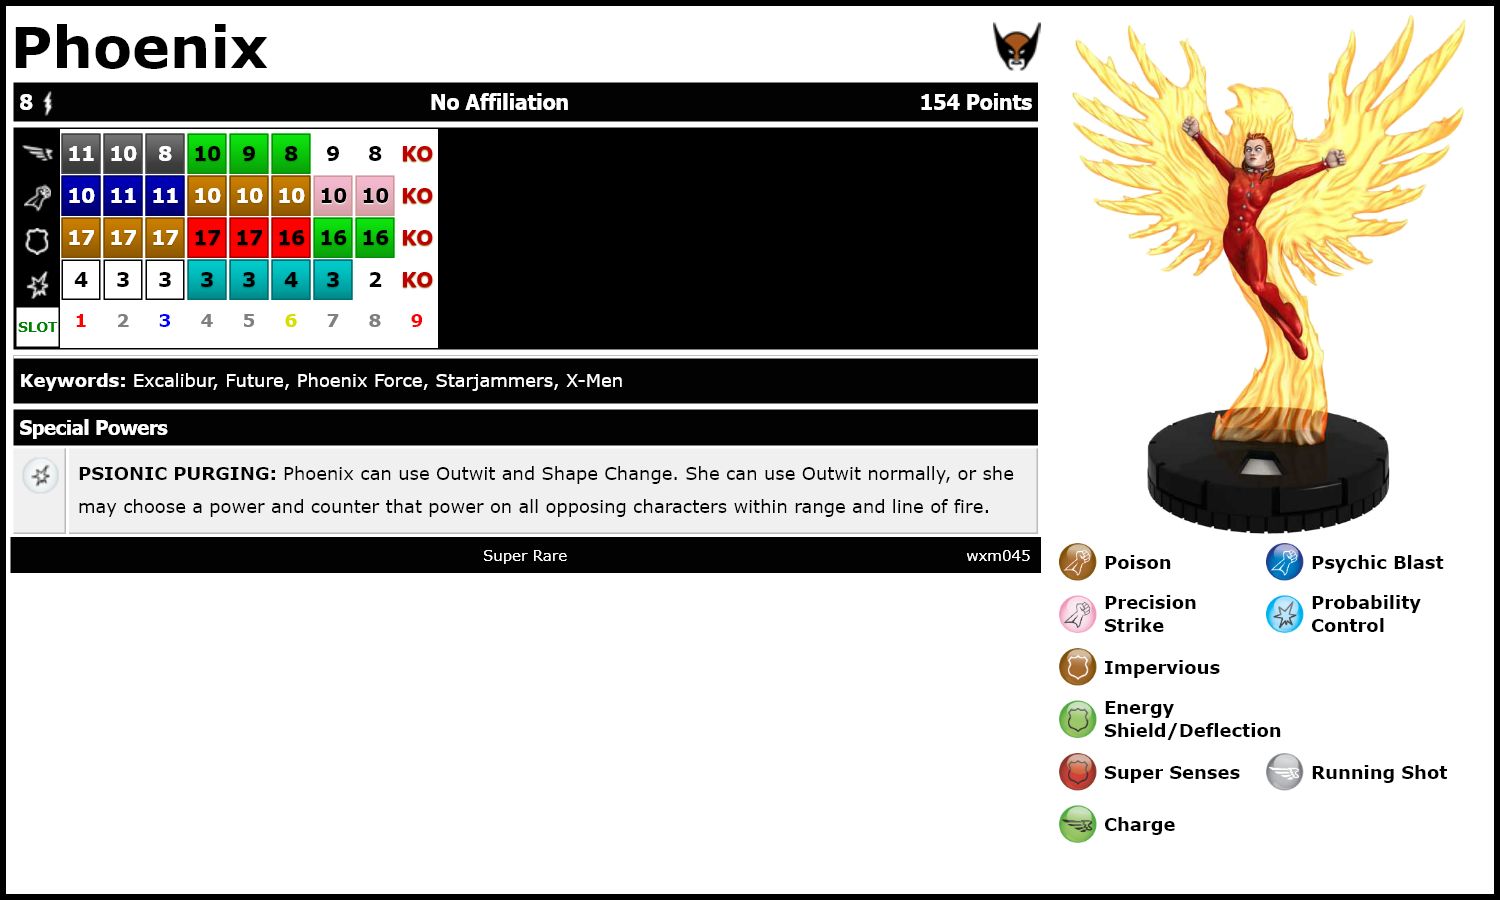 Phoenix
8 No Affiliation 154 Points
11 10 8 10 9 8 9 8 KO
10 11 11 10 10 10 10 10 KO
17 17 17 17 17 16 16 16 KO
4 3 3 3 3 4 3 2 KO
SLOT 1 2 3 4 5 6 7 8 9
Keywords: Excalibur, Future, Phoenix Force, Starjammers, X-Men
Special Powers
PSIONIC PURGING: Phoenix can use Outwit and Shape Change. She can use Outwit normally, or she
may choose a power and counter that power on all opposing characters within range and line of fire.
Super Rare wxm045
Poison Psychic Blast
Precision
Strike
Probability
Control
Impervious
Energy
Shield/Deflection
Super Senses Running Shot
Charge